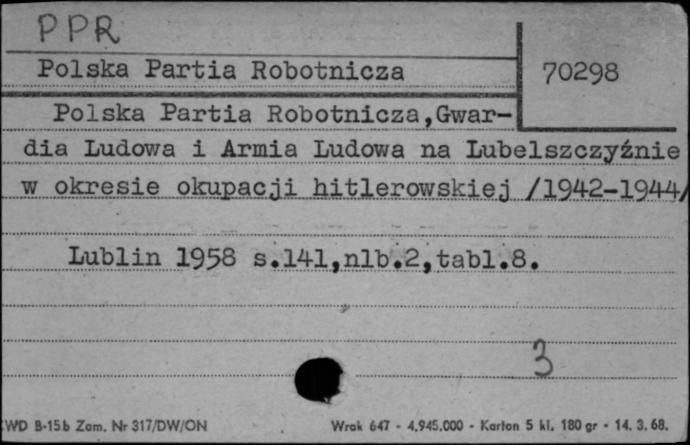 PPR
Polska Partia Robotnicza
70298
Polska Partia Robotnicza,Gwar-
dia Ludowa i Armia Ludowa na Lubelszczyźnie
w okresie okupacji hitlerowskiej /1942-1944/
Lublin 1958 s.141,nlb.2,tabl.8.
3
WD B-15b Zam. Nr 317/DW/ON
Wrak 647 - 4.945.000 - Karton 5 kl. 180 gr - 14. 3. 68.